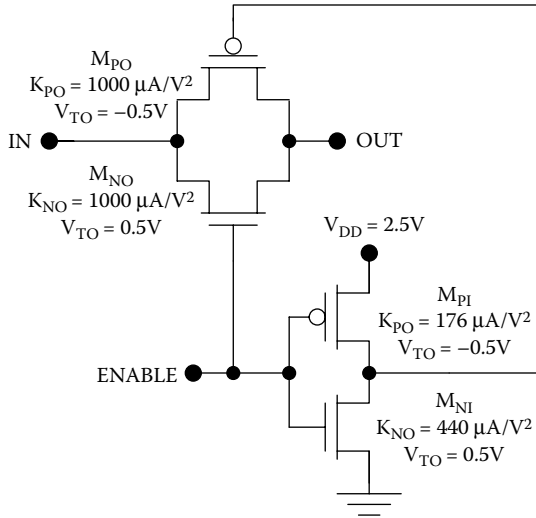 M_PO
K_PO = 1000 μA/V²
V_TO = −0.5V
IN
OUT
M_NO
K_NO = 1000 μA/V²
V_TO = 0.5V
V_DD = 2.5V
M_PI
K_PO = 176 μA/V²
V_TO = −0.5V
ENABLE
M_NI
K_NO = 440 μA/V²
V_TO = 0.5V